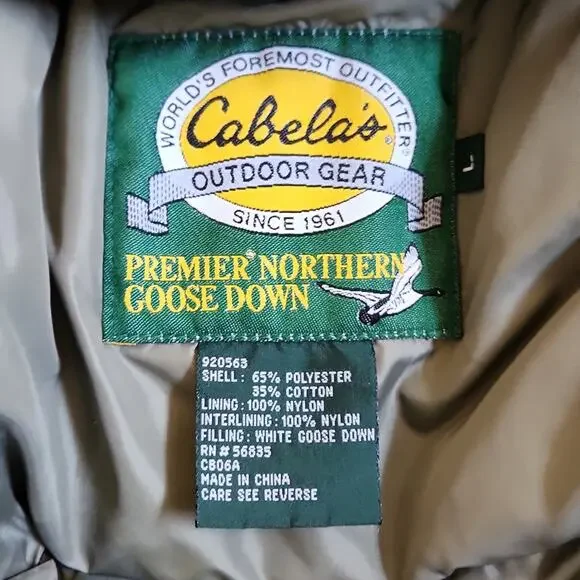 WORLD'S FOREMOST OUTFITTER
Cabela's
OUTDOOR GEAR
SINCE 1961
L
PREMIER® NORTHERN
GOOSE DOWN
920563
SHELL: 65% POLYESTER
35% COTTON
LINING: 100% NYLON
INTERLINING: 100% NYLON
FILLING: WHITE GOOSE DOWN
RN# 56835
CB06A
MADE IN CHINA
CARE SEE REVERSE